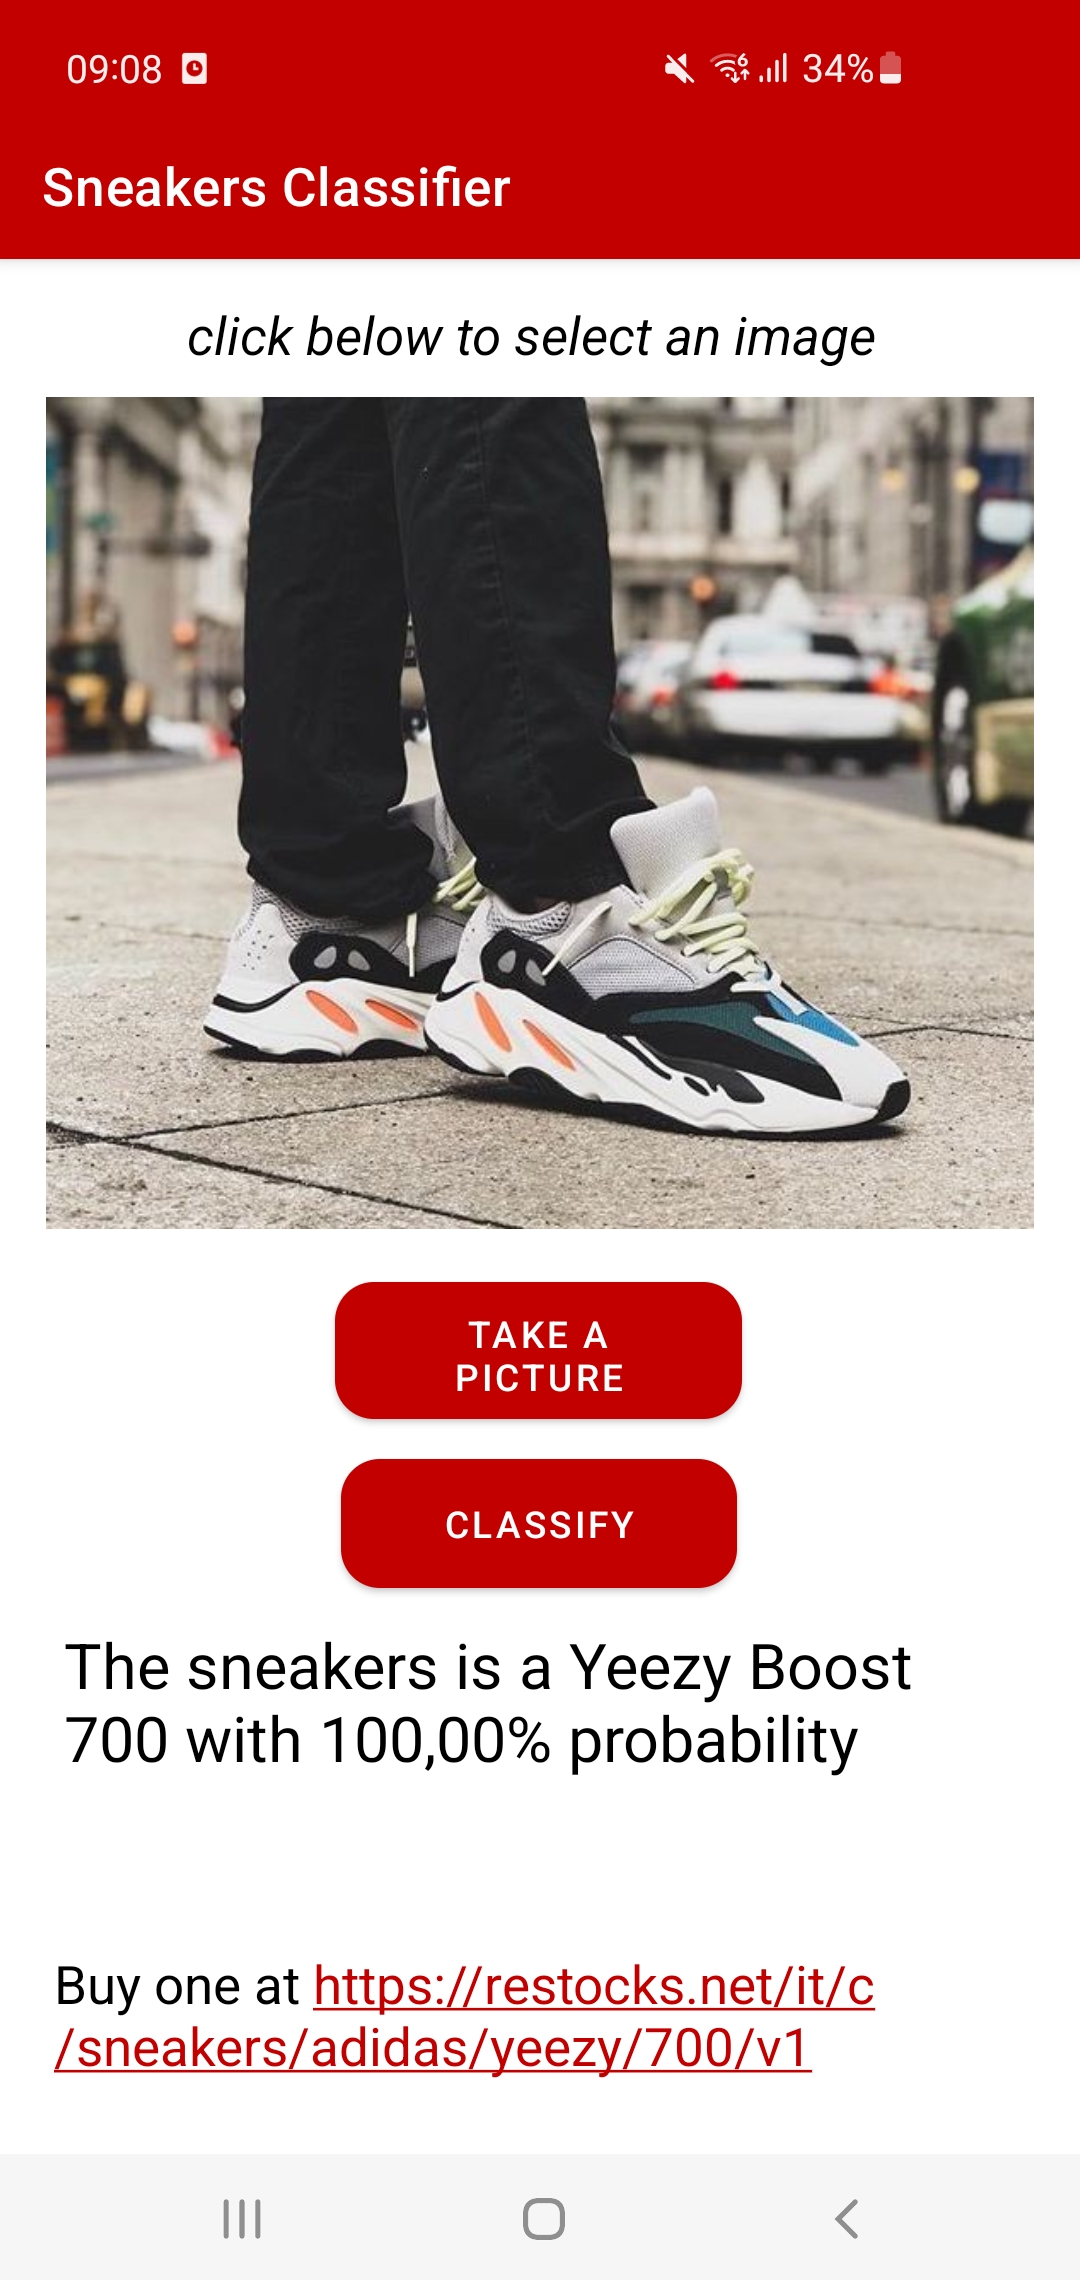 09:08 34%
Sneakers Classifier
click below to select an image
TAKE A
PICTURE
CLASSIFY
The sneakers is a Yeezy Boost
700 with 100,00% probability
Buy one at https://restocks.net/it/c
/sneakers/adidas/yeezy/700/v1